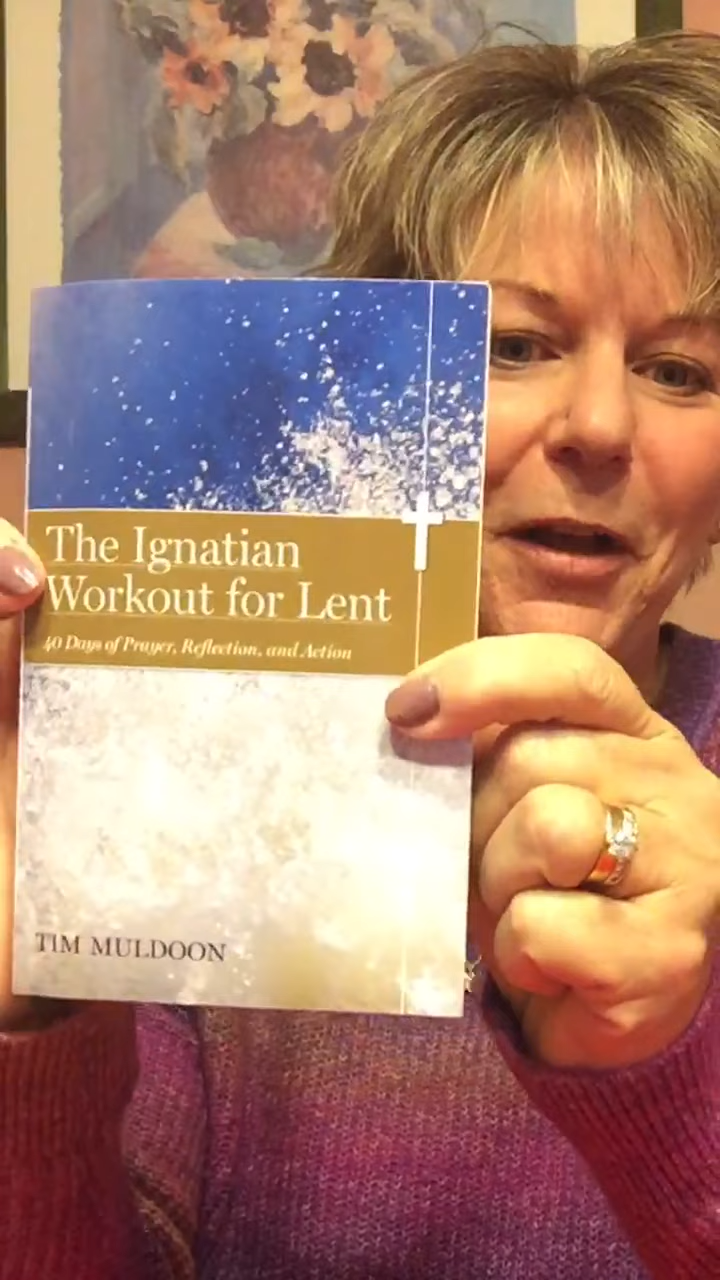 The Ignatian
Workout for Lent
40 Days of Prayer, Reflection, and Action
TIM MULDOON